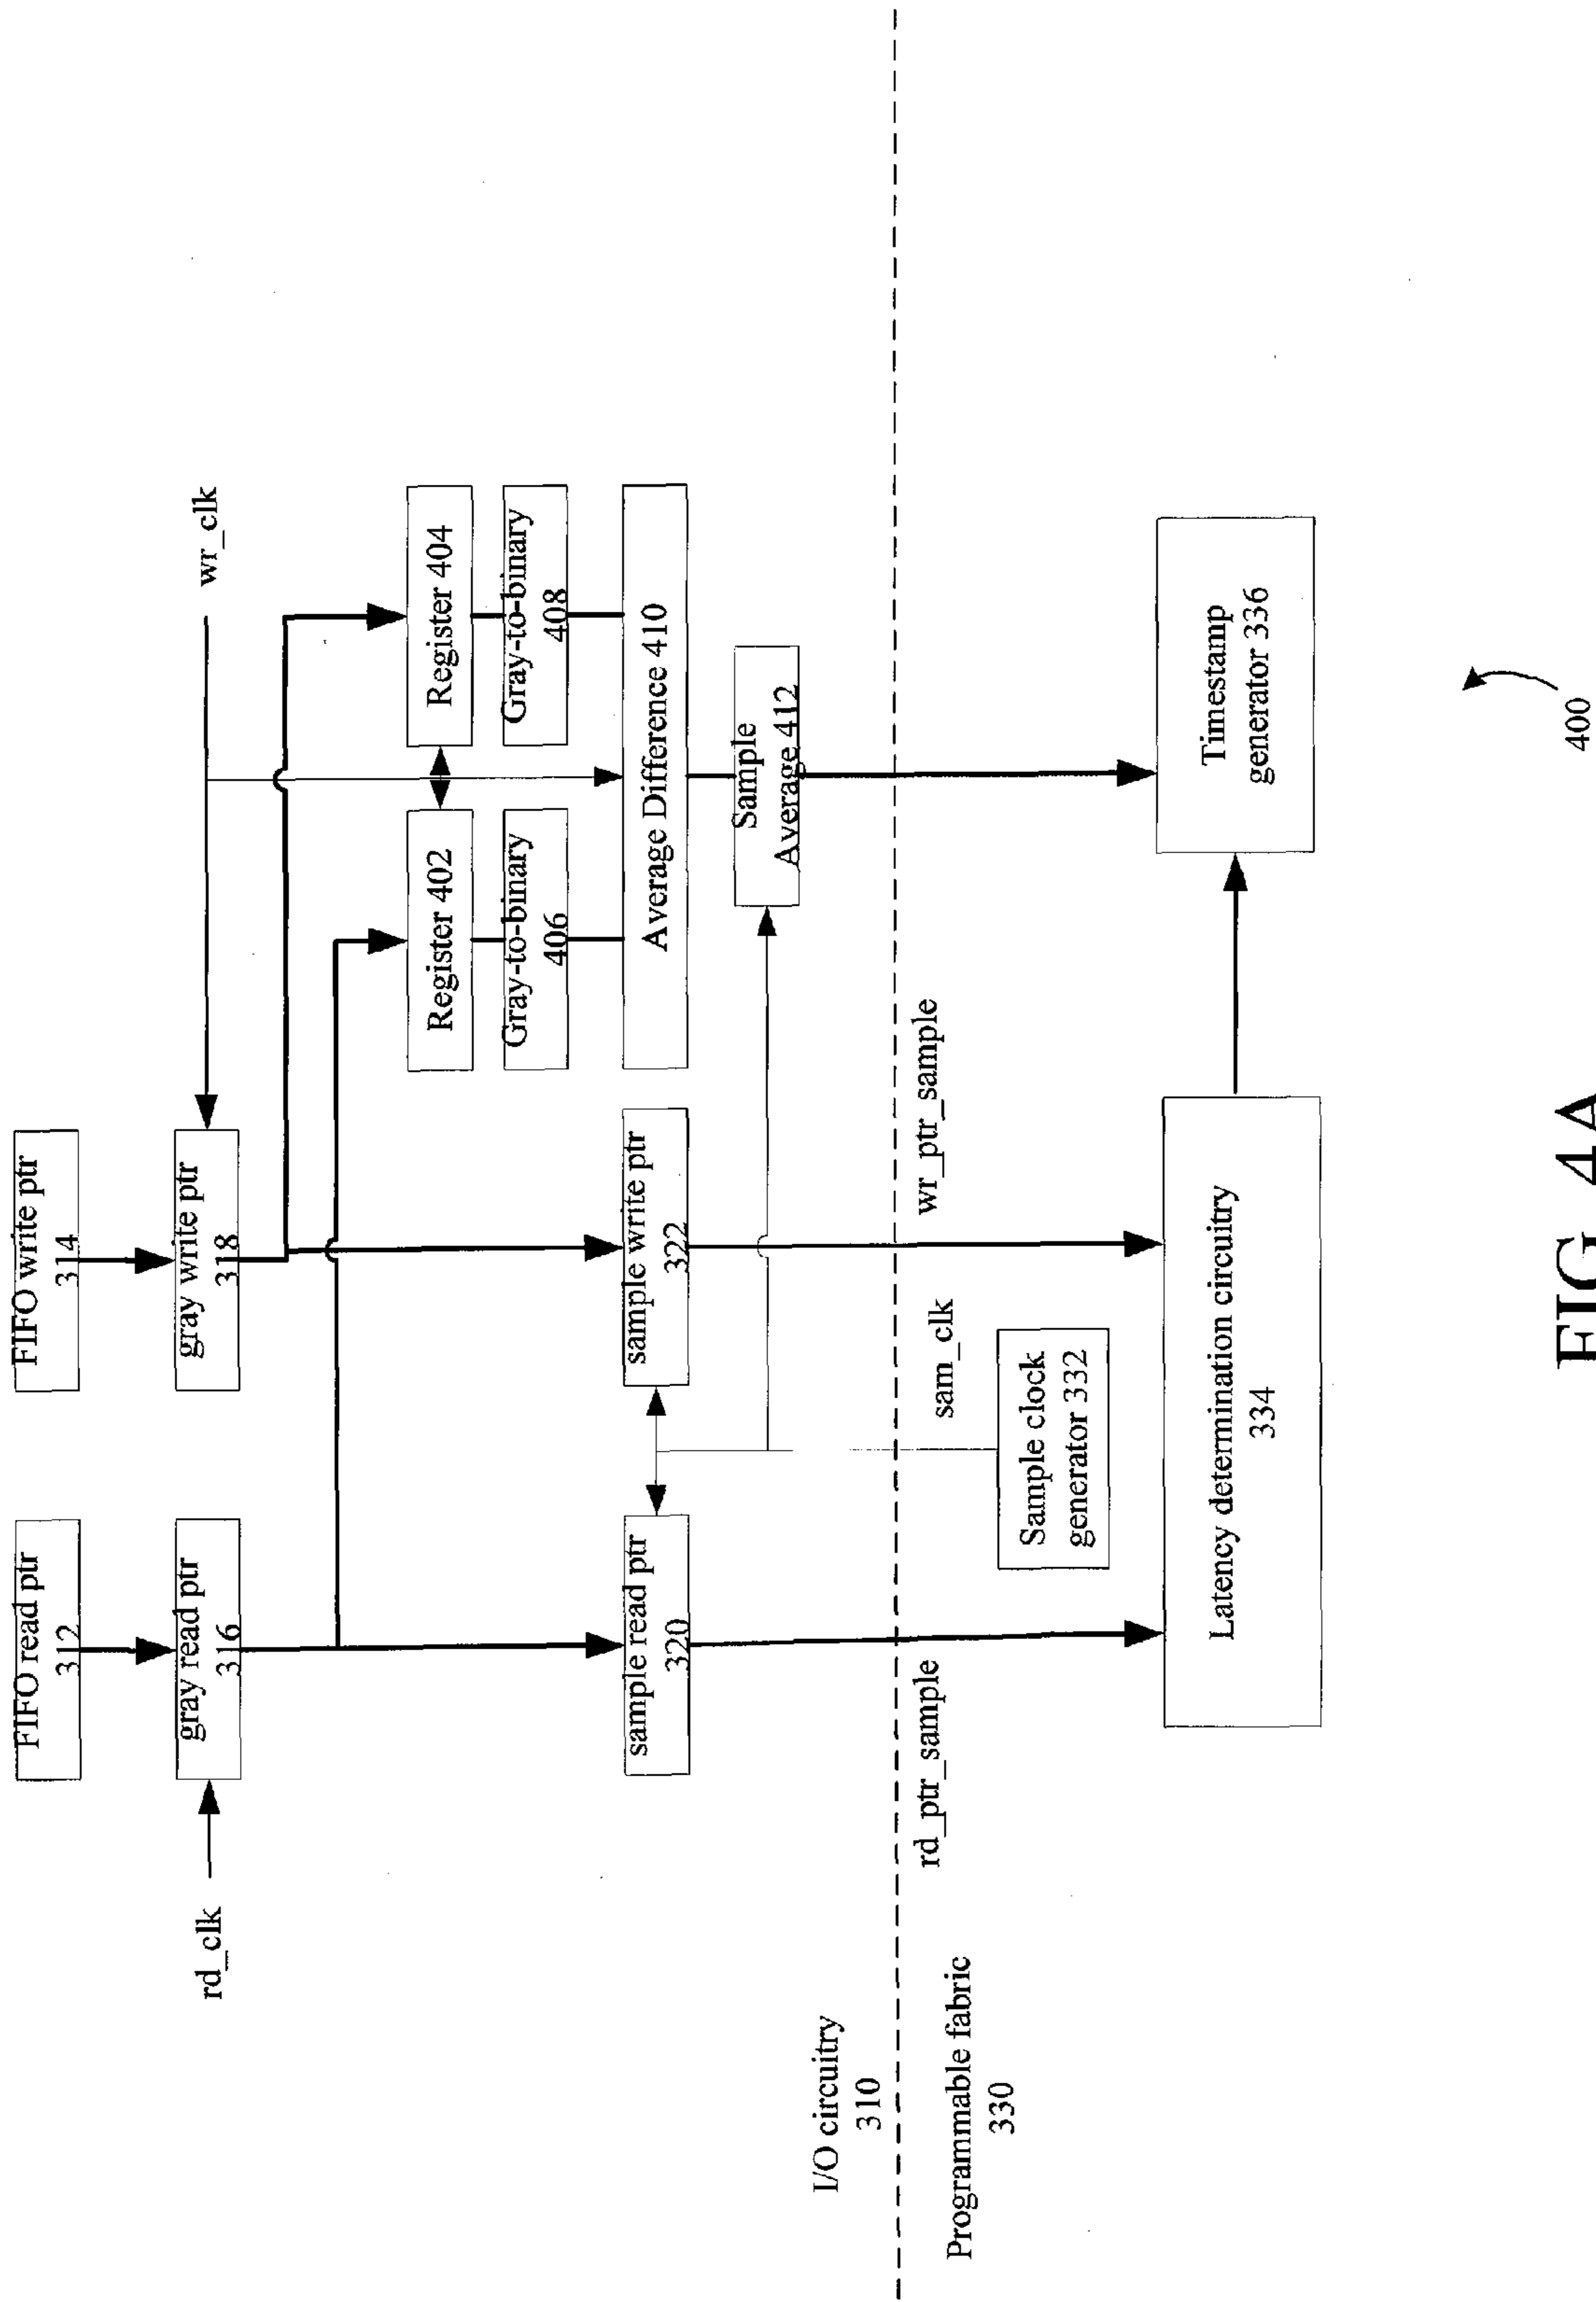 FIFO read ptr
312
FIFO write ptr
314
rd_clk
gray read ptr
316
gray write ptr
318
wr_clk
Register 402
Register 404
Gray-to-binary
406
Gray-to-binary
408
sample read ptr
320
sample write ptr
322
Average Difference 410
Sample
Average 412
I/O circuitry
310
rd_ptr_sample
sam_clk
wr_ptr_sample
Programmable fabric
330
Sample clock
generator 332
Latency determination circuitry
334
Timestamp
generator 336
400
FIG. 4A